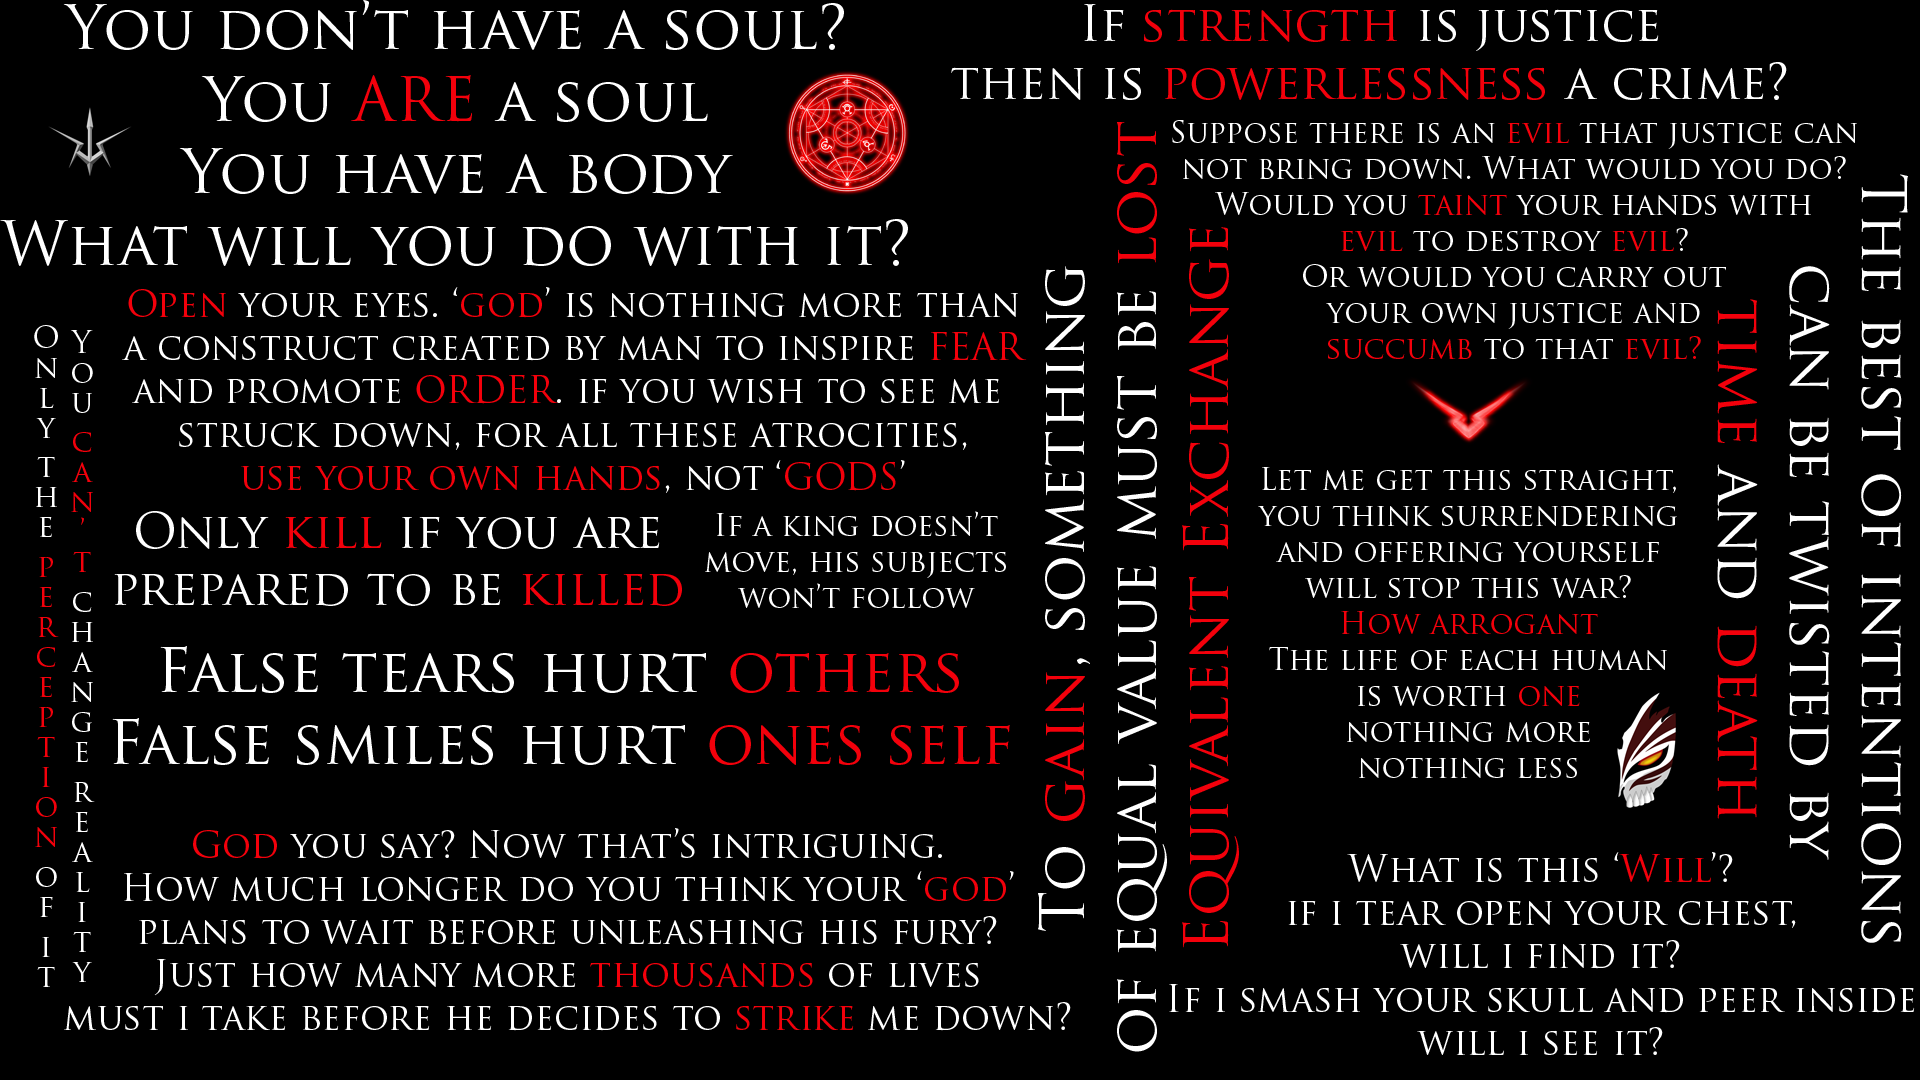 You don't have a soul?
You are a soul
You have a body
What will you do with it?
Open your eyes. 'god' is nothing more than
a construct created by man to inspire fear
and promote order. if you wish to see me
struck down, for all these atrocities,
use your own hands, not 'gods'
Only kill if you are
prepared to be killed
If a king doesn't
move, his subjects
won't follow
False tears hurt others
False smiles hurt ones self
God you say? Now that's intriguing.
How much longer do you think your 'god'
plans to wait before unleashing his fury?
Just how many more thousands of lives
must i take before he decides to strike me down?
You can't change reality
Only the perception of it
To gain, something
of equal value must be lost
Equivalent Exchange
If strength is justice
then is powerlessness a crime?
Suppose there is an evil that justice can
not bring down. What would you do?
Would you taint your hands with
evil to destroy evil?
Or would you carry out
your own justice and
succumb to that evil?
Let me get this straight,
you think surrendering
and offering yourself
will stop this war?
How arrogant
The life of each human
is worth one
nothing more
nothing less
What is this 'Will'?
if i tear open your chest,
will i find it?
If i smash your skull and peer inside
will i see it?
The best of intentions
can be twisted by
time and death